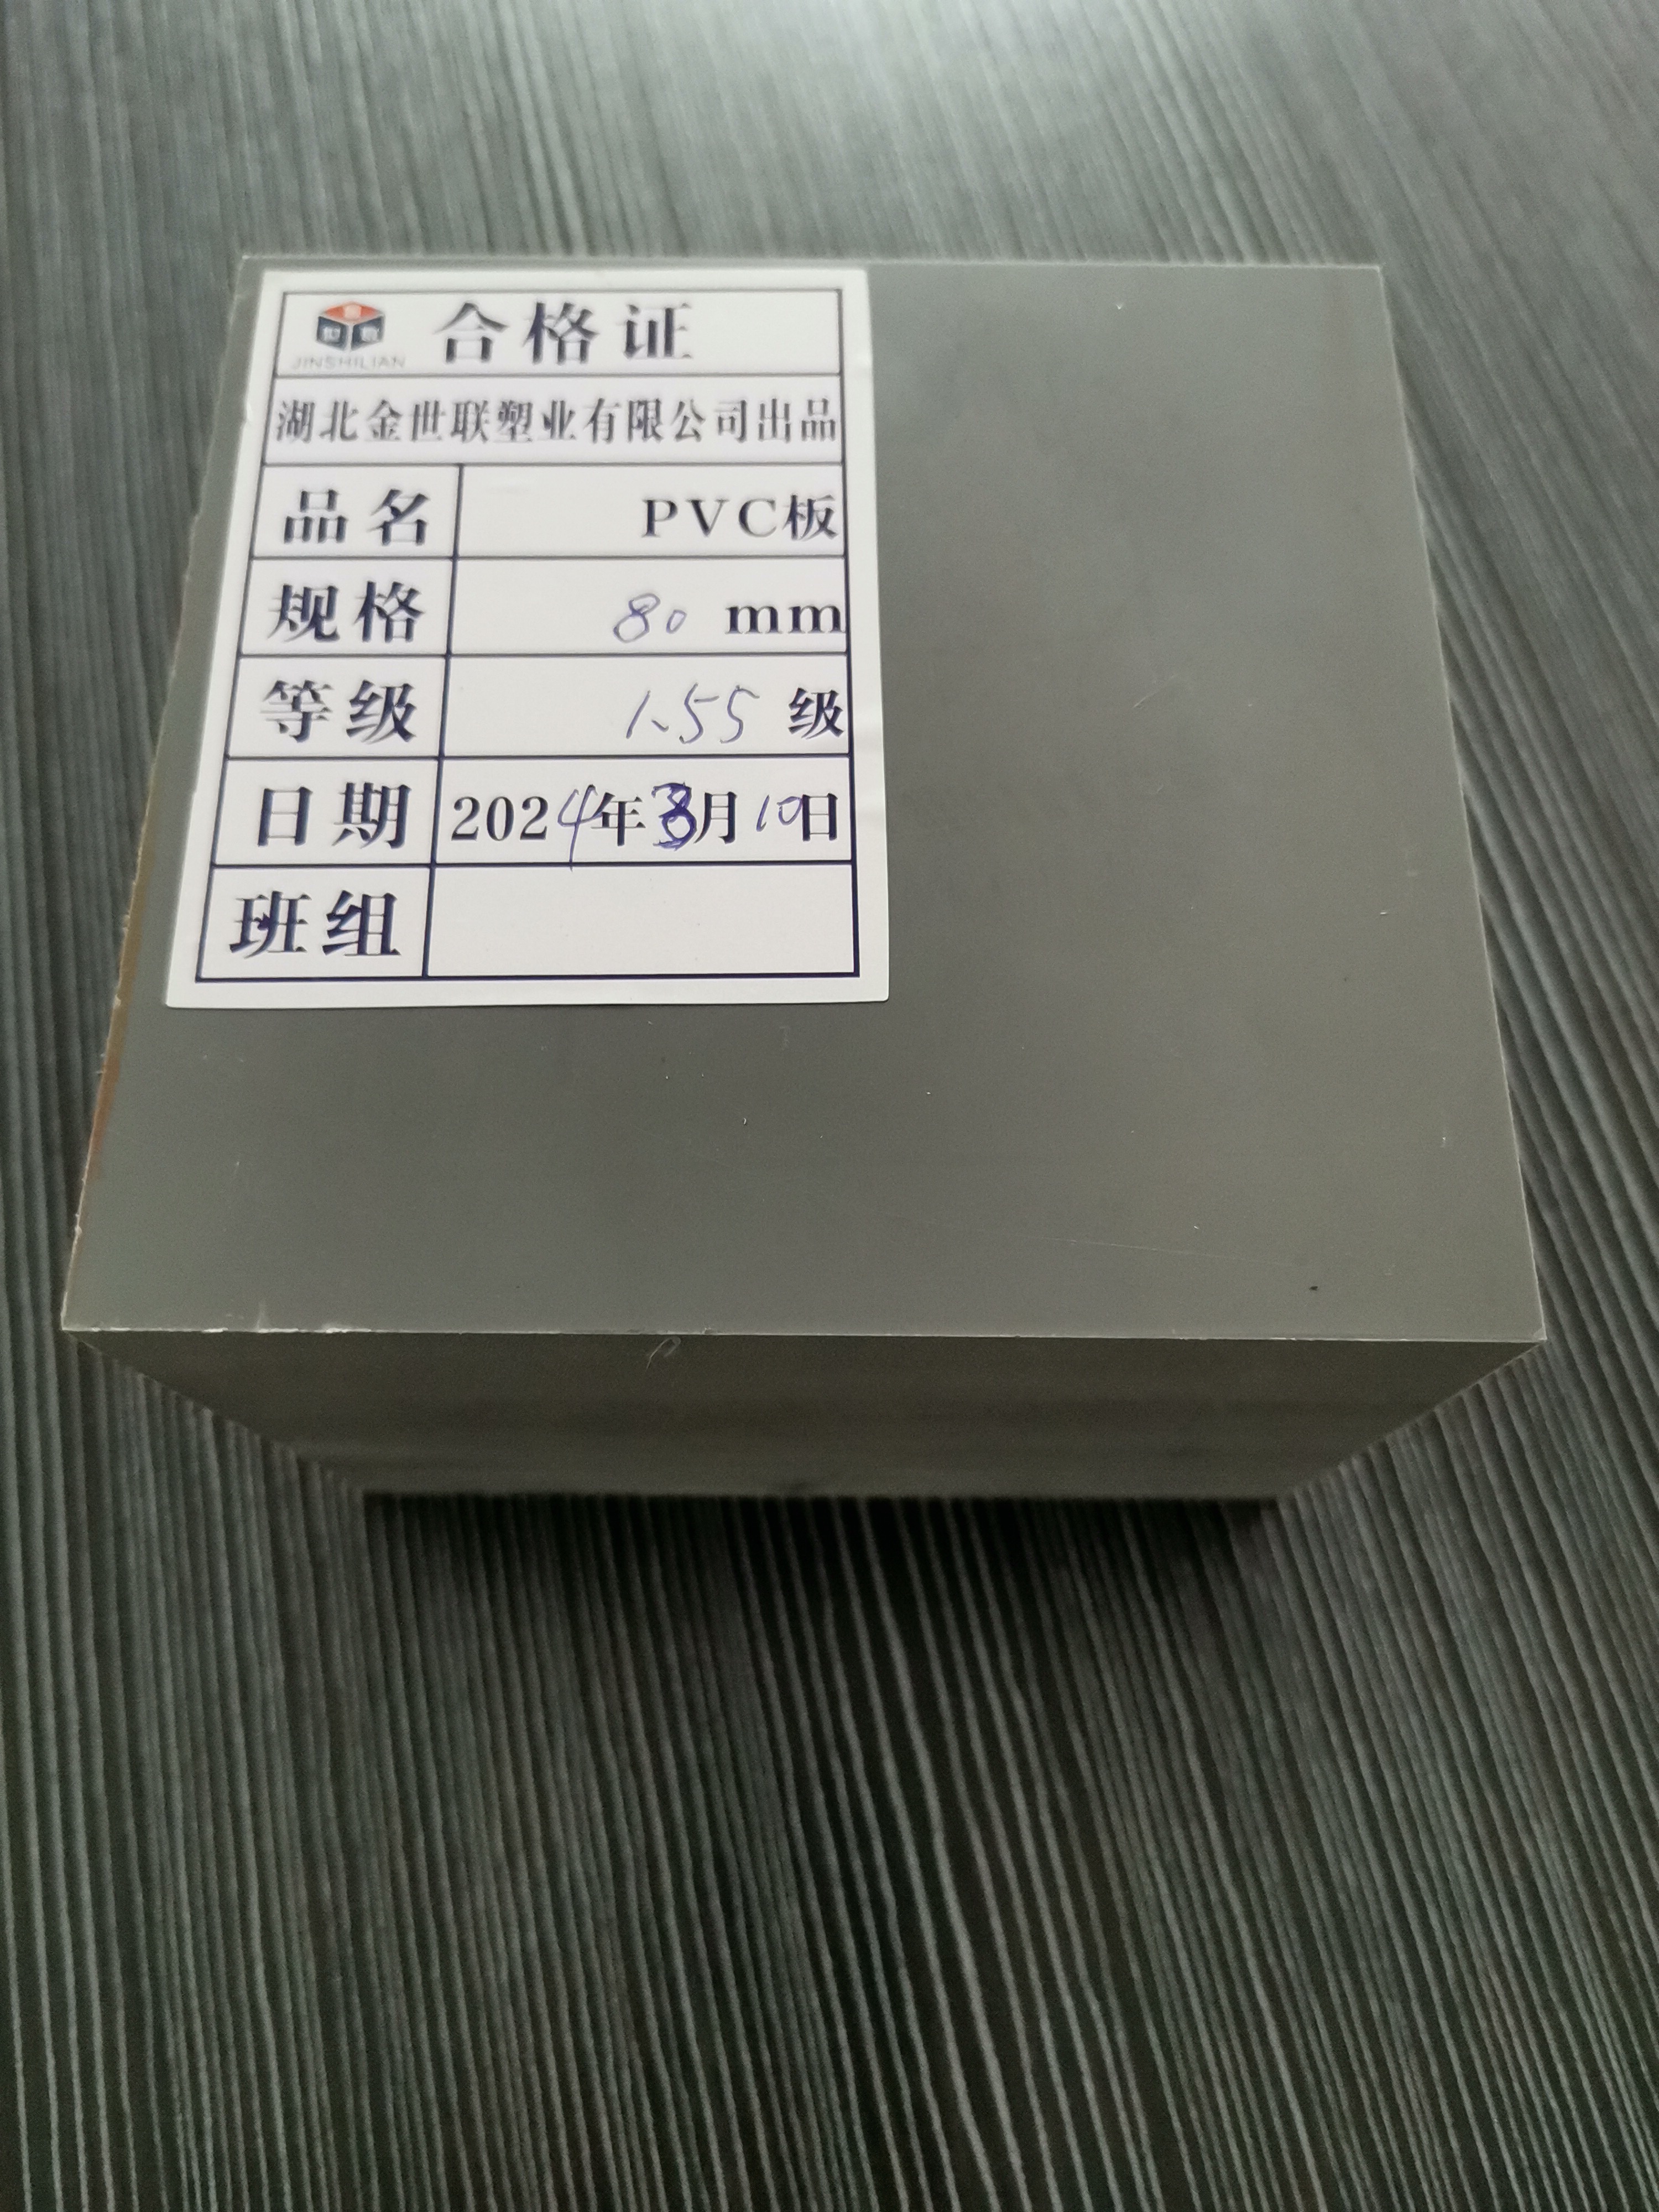 JINSHILIAN 合格证
湖北金世联塑业有限公司出品
品名 PVC板
规格 80 mm
等级 1.55 级
日期 2024年 月10日
班组